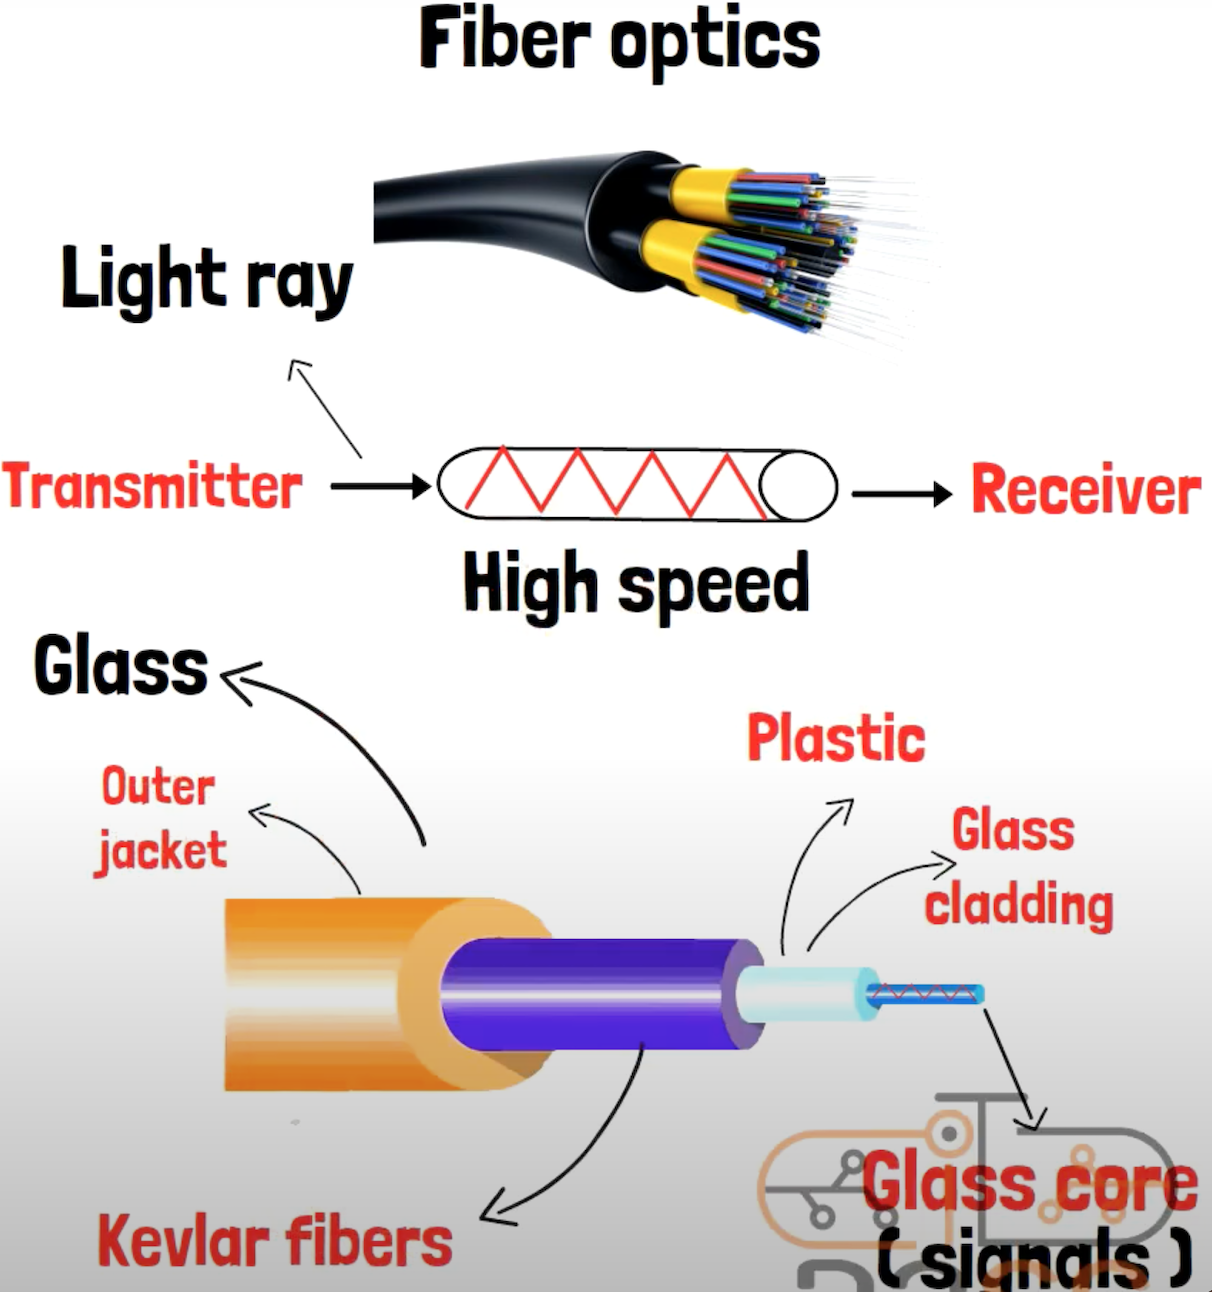 Fiber optics
Light ray
Transmitter
Receiver
High speed
Glass
Plastic
Outer
jacket
Glass
cladding
Glass core
(signals)
Kevlar fibers